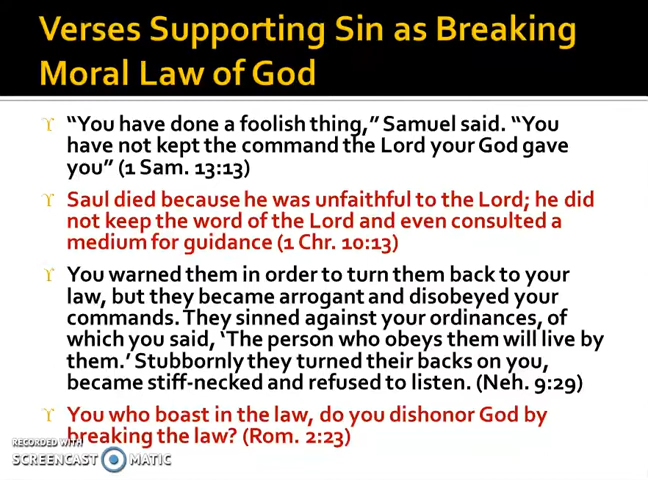 Verses Supporting Sin as Breaking
Moral Law of God
“You have done a foolish thing,” Samuel said. “You
have not kept the command the Lord your God gave
you” (1 Sam. 13:13)
Saul died because he was unfaithful to the Lord; he did
not keep the word of the Lord and even consulted a
medium for guidance (1 Chr. 10:13)
You warned them in order to turn them back to your
law, but they became arrogant and disobeyed your
commands. They sinned against your ordinances, of
which you said, ‘The person who obeys them will live by
them.’ Stubbornly they turned their backs on you,
became stiff-necked and refused to listen. (Neh. 9:29)
You who boast in the law, do you dishonor God by
breaking the law? (Rom. 2:23)
RECORDED WITH
SCREENCAST MATIC